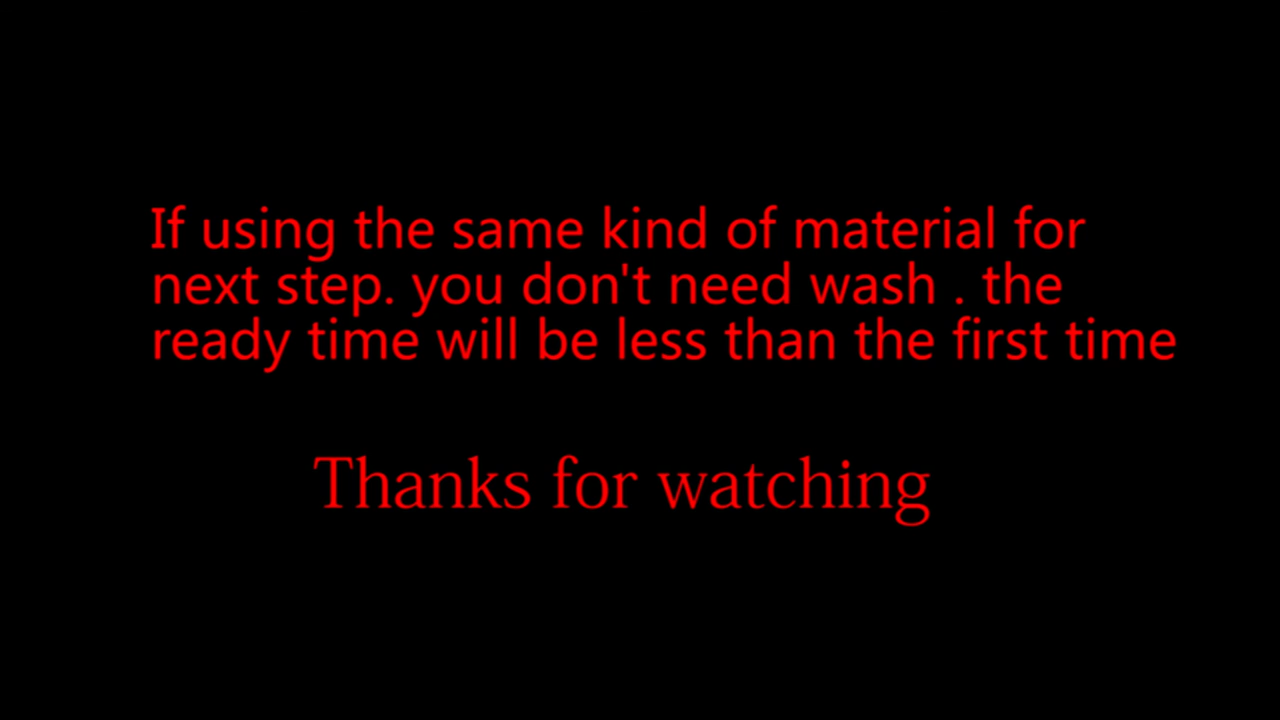 If using the same kind of material for
next step. you don't need wash . the
ready time will be less than the first time
Thanks for watching